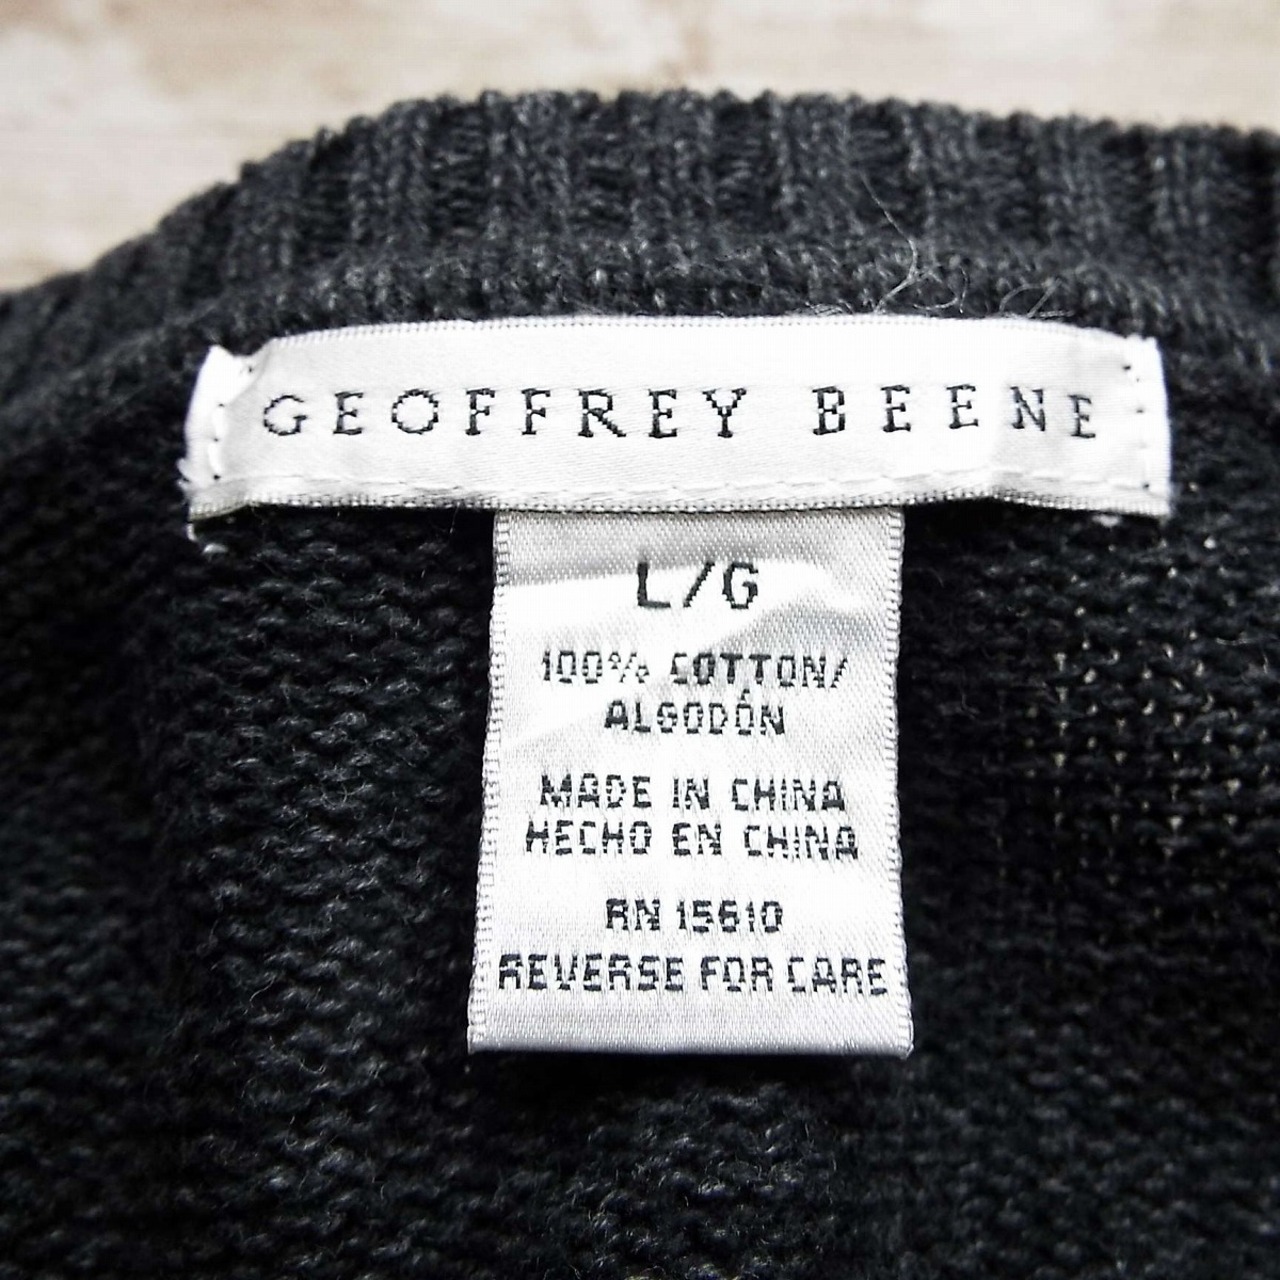 GEOFFREY BEENE
L/G
100% COTTON/
ALGODÓN
MADE IN CHINA
HECHO EN CHINA
RN 15610
REVERSE FOR CARE